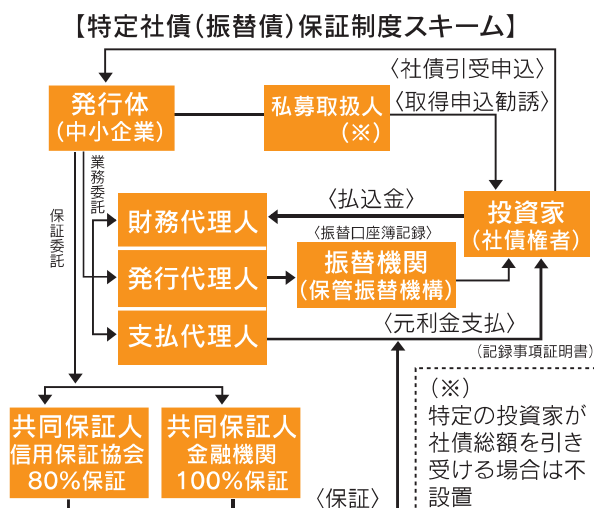 【特定社債(振替債)保証制度スキーム】
〈社債引受申込〉
発行体
(中小企業)
私募取扱人
(※)
〈取得申込勧誘〉
業務委託
保証委託
財務代理人
〈払込金〉
投資家
(社債権者)
〈振替口座簿記録〉
発行代理人
振替機関
(保管振替機構)
支払代理人
〈元利金支払〉
(記録事項証明書)
共同保証人
信用保証協会
80%保証
共同保証人
金融機関
100%保証
〈保証〉
(※)
特定の投資家が
社債総額を引き
受ける場合は不
設置